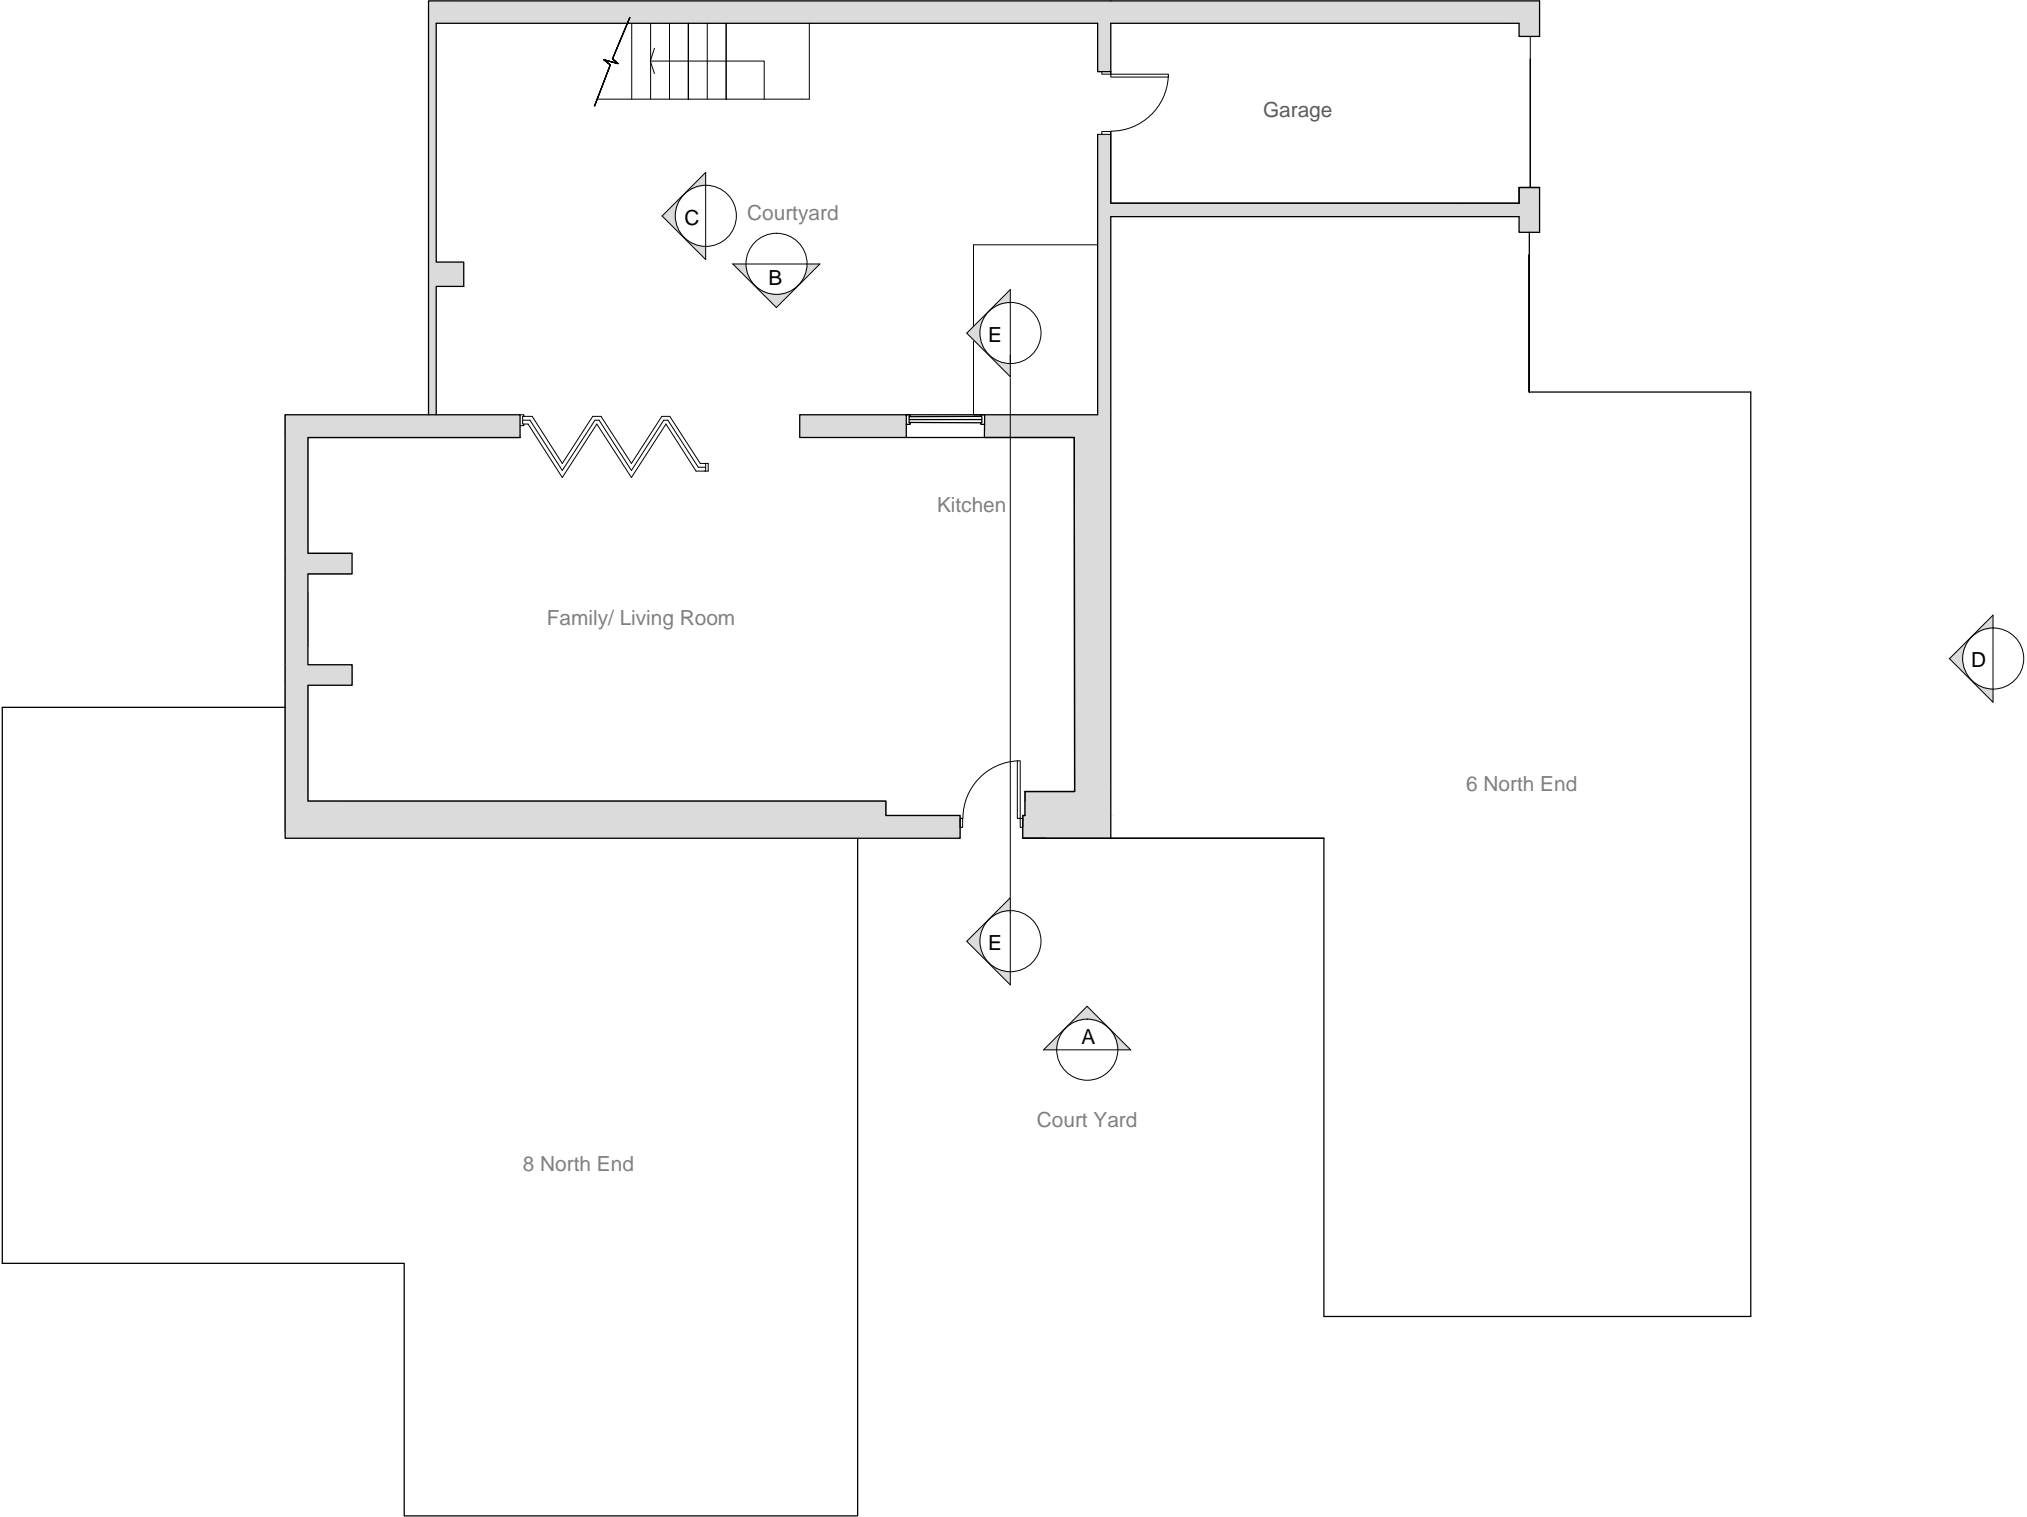 Garage
C
Courtyard
B
E
Kitchen
Family/ Living Room
D
6 North End
E
A
Court Yard
8 North End